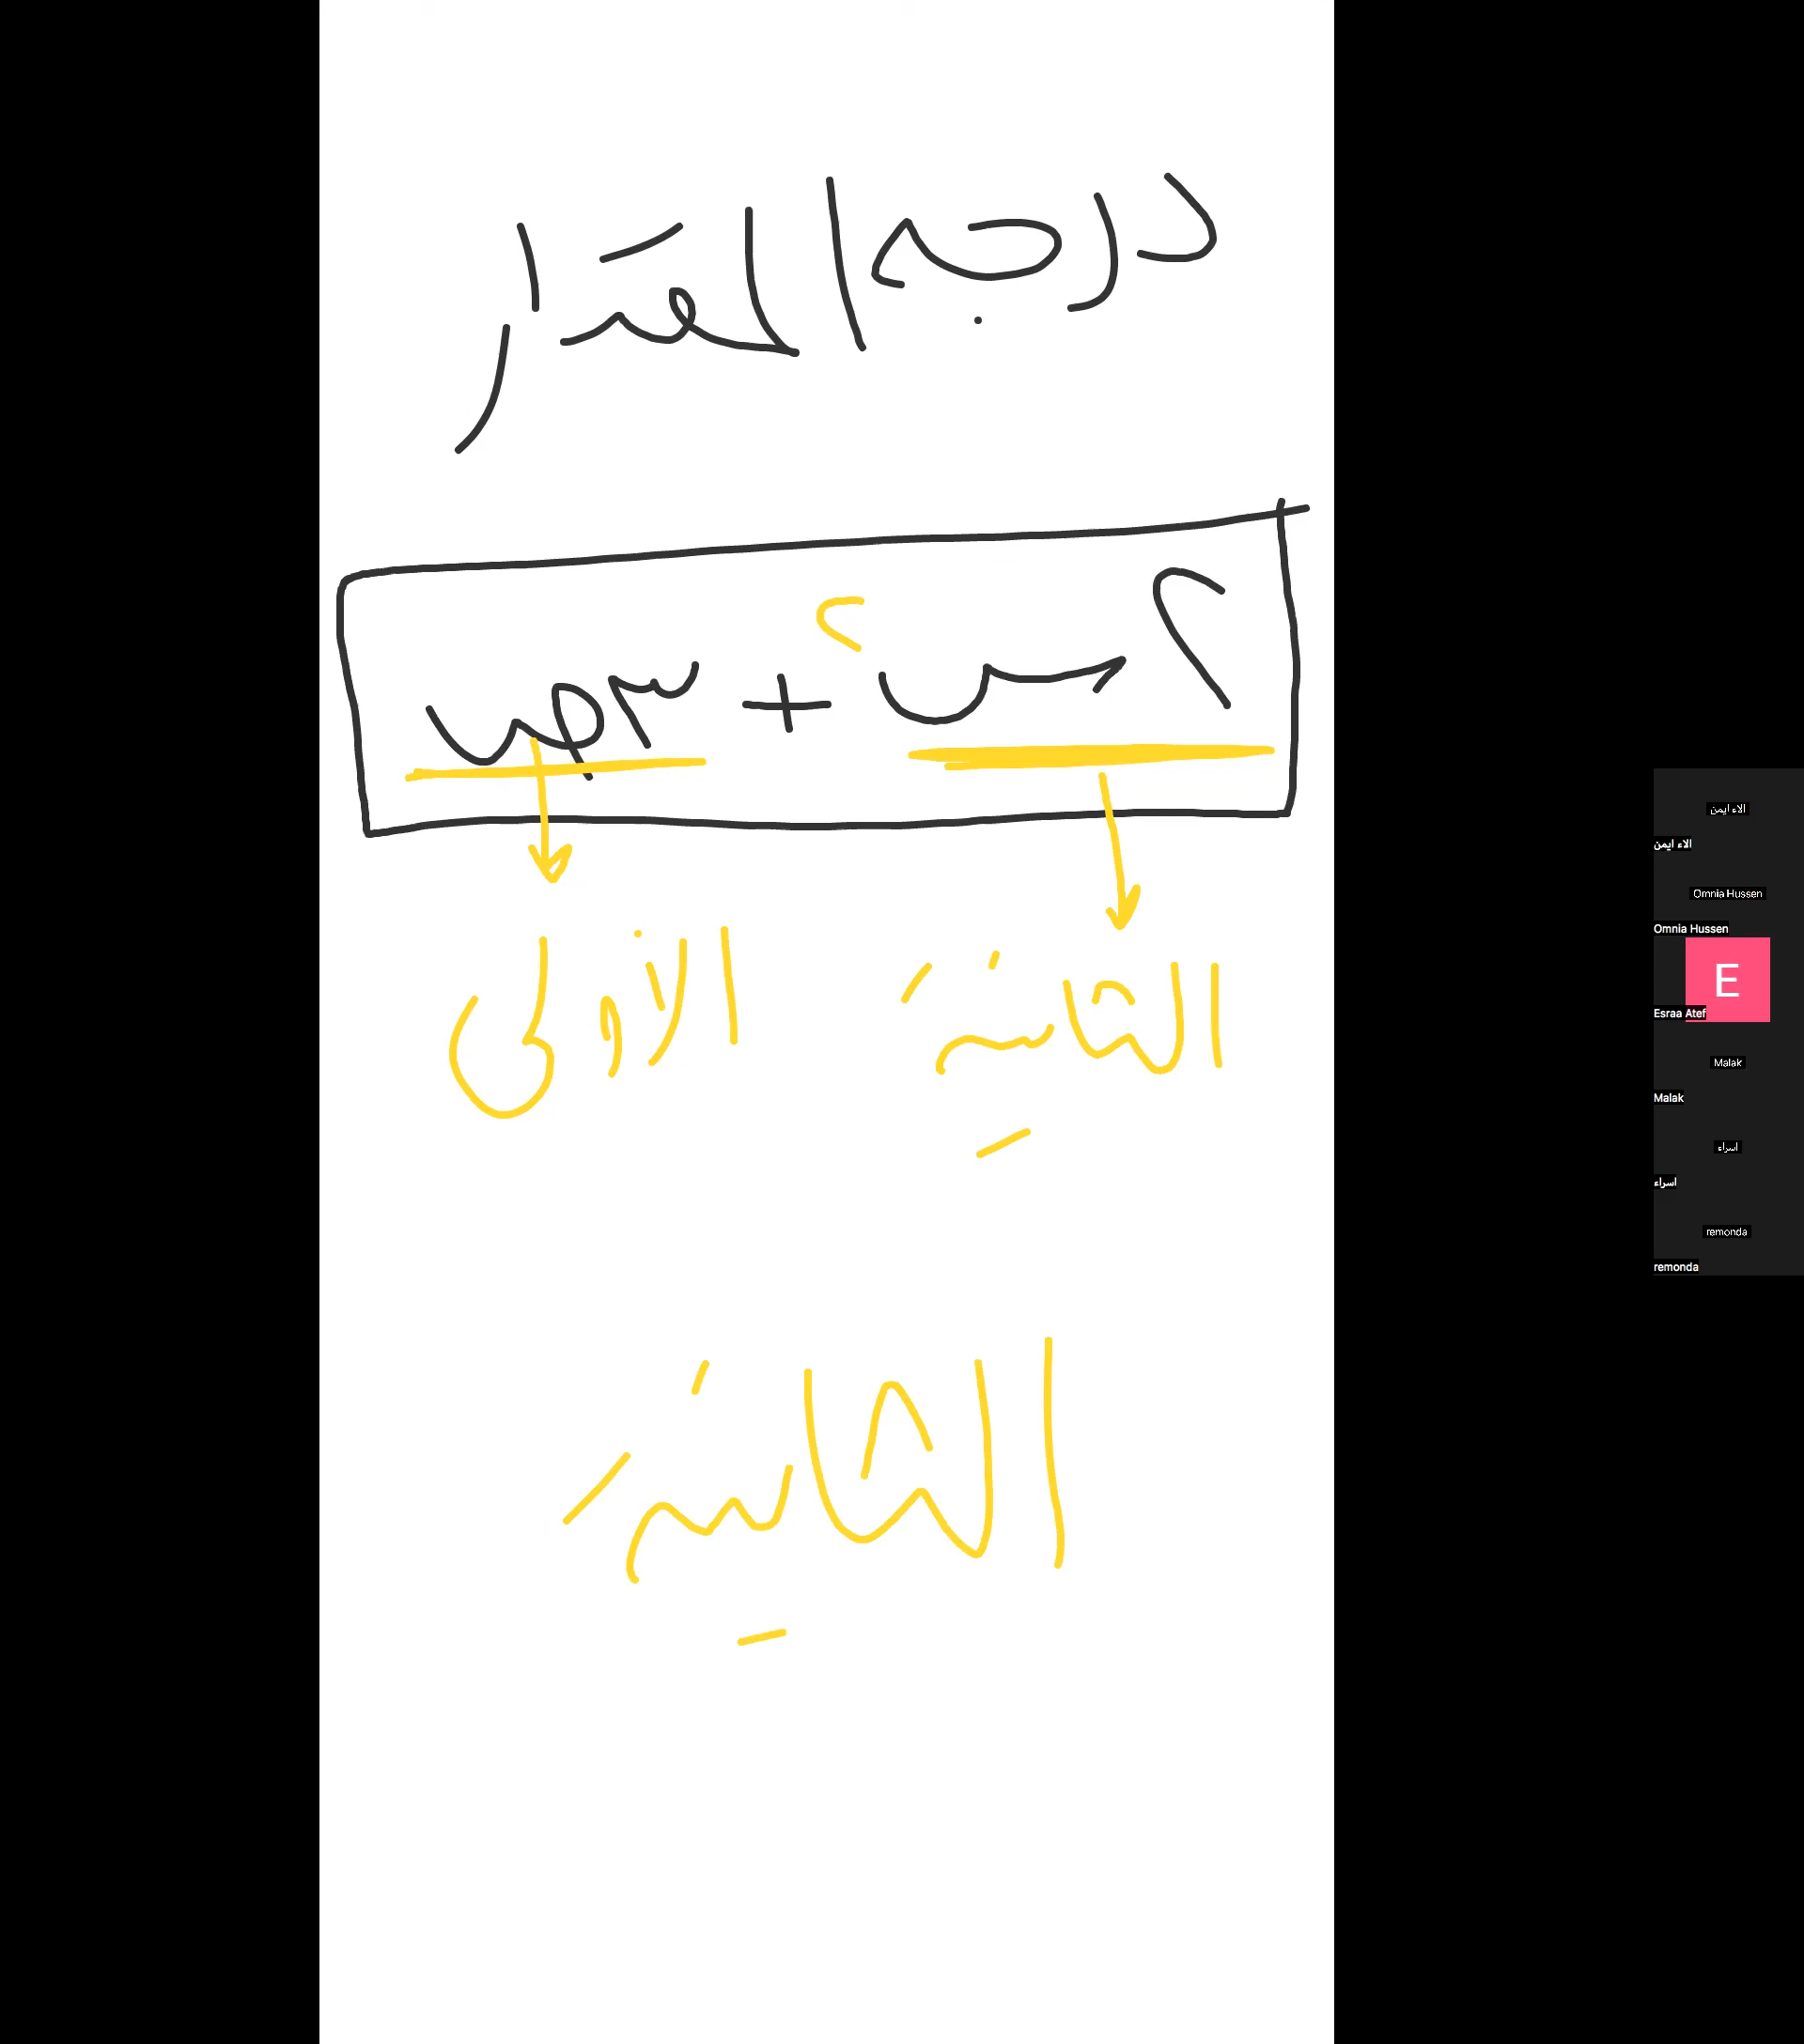 درجه المقدار
٢س٢ + ٣ص
الثانية الأولى
الثانية
الاء ايمن
الاء ايمن
Omnia Hussen
Omnia Hussen
E
Esraa Atef
Malak
Malak
اسراء
اسراء
remonda
remonda